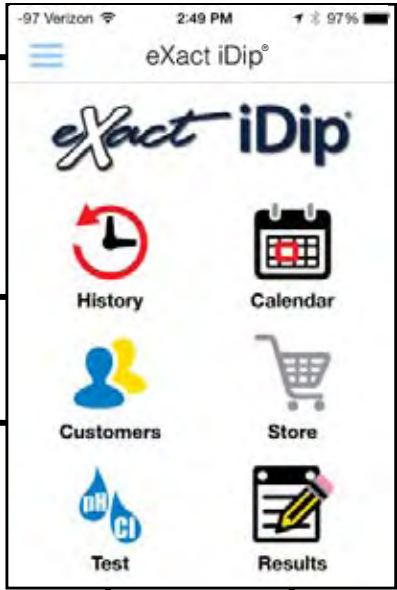 -97 Verizon 2:49 PM 97%
eXact iDip®
eXact iDip
History Calendar
Customers Store
pH
Cl
Test Results